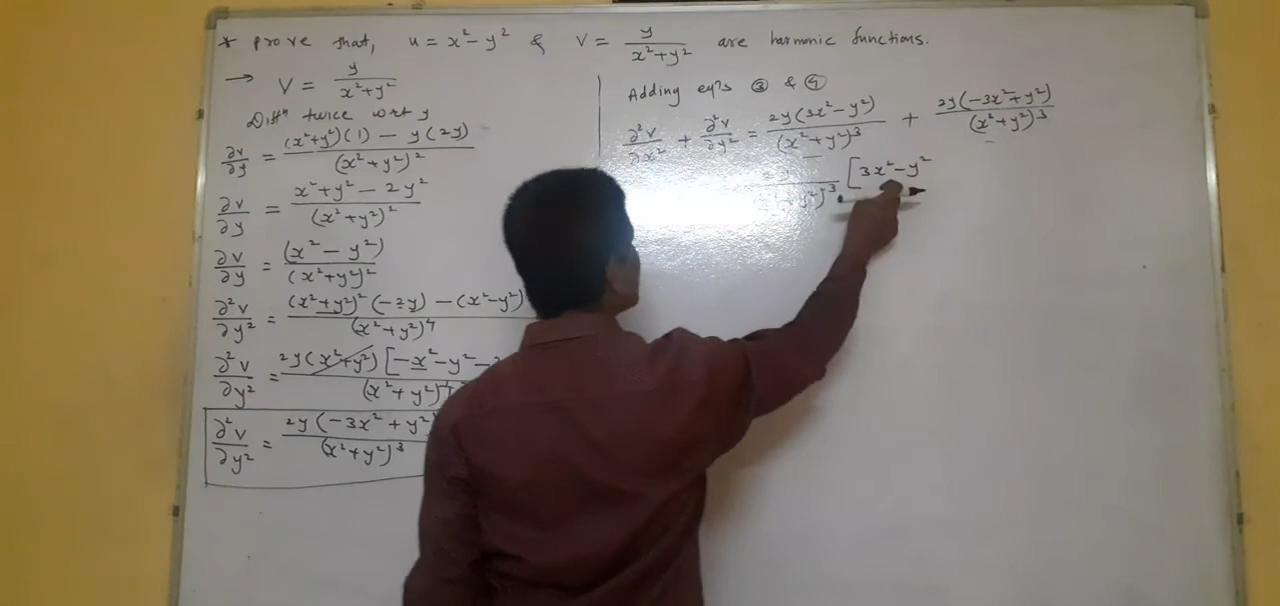 * Prove that, u = x² - y² & V = y/(x²+y²) are harmonic functions.
→ V = y/(x²+y²)
Diffⁿ twice wrt y
∂v/∂y = ((x²+y²)(1) - y(2y))/(x²+y²)²
∂v/∂y = (x²+y² - 2y²)/(x²+y²)²
∂v/∂y = (x² - y²)/(x²+y²)²
∂²v/∂y² = ((x²+y²)²(-2y) - (x²-y²)/(x²+y²)⁴
∂²v/∂y² = 2y(x²+y²)[-x²-y²-/(x²+y²)⁴
∂²v/∂y² = 2y(-3x²+y²)/(x²+y²)³
Adding eqⁿs ③ & ④
∂²v/∂x² + ∂²v/∂y² = 2y(3x²-y²)/(x²+y²)³ + 2y(-3x²+y²)/(x²+y²)³
+y²)³ [3x²-y²